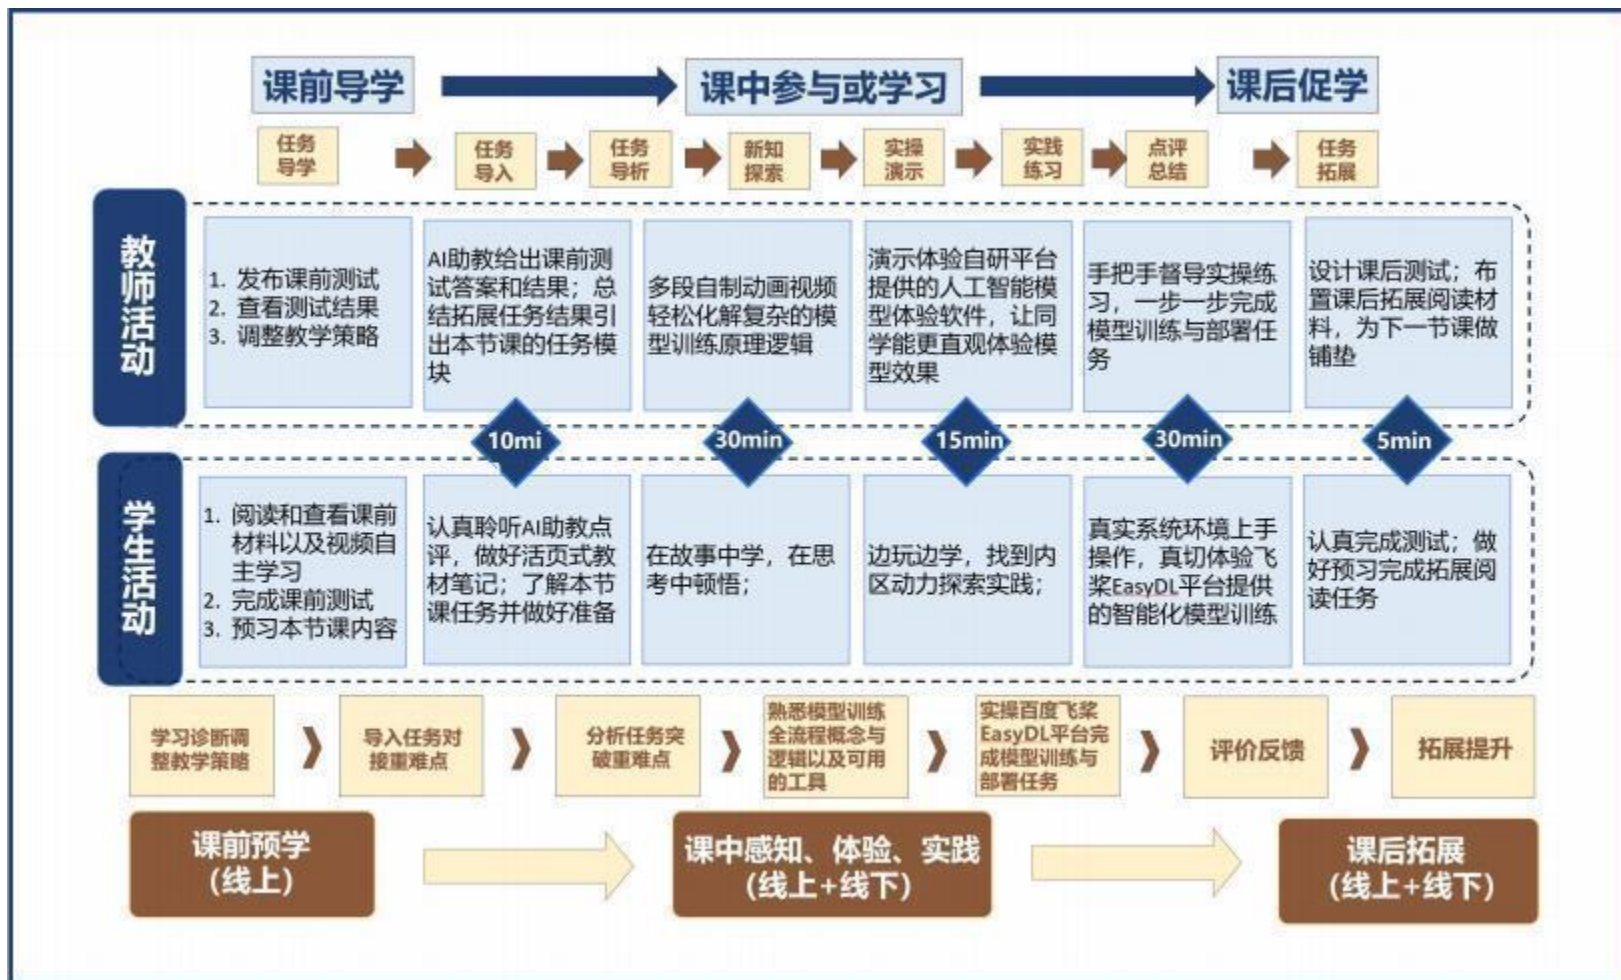 课前导学
课中参与或学习
课后促学
任务
导学
任务
导入
任务
导析
新知
探索
实操
演示
实践
练习
点评
总结
任务
拓展
教师活动
1. 发布课前测试
2. 查看测试结果
3. 调整教学策略
AI助教给出课前测
试答案和结果；总
结拓展任务结果引
出本节课的任务模
块
多段自制动画视频
轻松化解复杂的模
型训练原理逻辑
演示体验自研平台
提供的人工智能模
型体验软件，让同
学能更直观体验模
型效果
手把手督导实操练
习，一步一步完成
模型训练与部署任
务
设计课后测试；布
置课后拓展阅读材
料，为下一节课做
铺垫
10mi
30min
15min
30min
5min
学生活动
1. 阅读和查看课前
材料以及视频自
主学习
2. 完成课前测试
3. 预习本节课内容
认真聆听AI助教点
评，做好活页式教
材笔记；了解本节
课任务并做好准备
在故事中学，在思
考中顿悟；
边玩边学，找到内
区动力探索实践；
真实系统环境上手
操作，真切体验飞
桨EasyDL平台提供
的智能化模型训练
认真完成测试；做
好预习完成拓展阅
读任务
学习诊断调
整教学策略
导入任务对
接重难点
分析任务突
破重难点
熟悉模型训练
全流程概念与
逻辑以及可用
的工具
实操百度飞桨
EasyDL平台完
成模型训练与
部署任务
评价反馈
拓展提升
课前预学
（线上）
课中感知、体验、实践
（线上+线下）
课后拓展
（线上+线下）